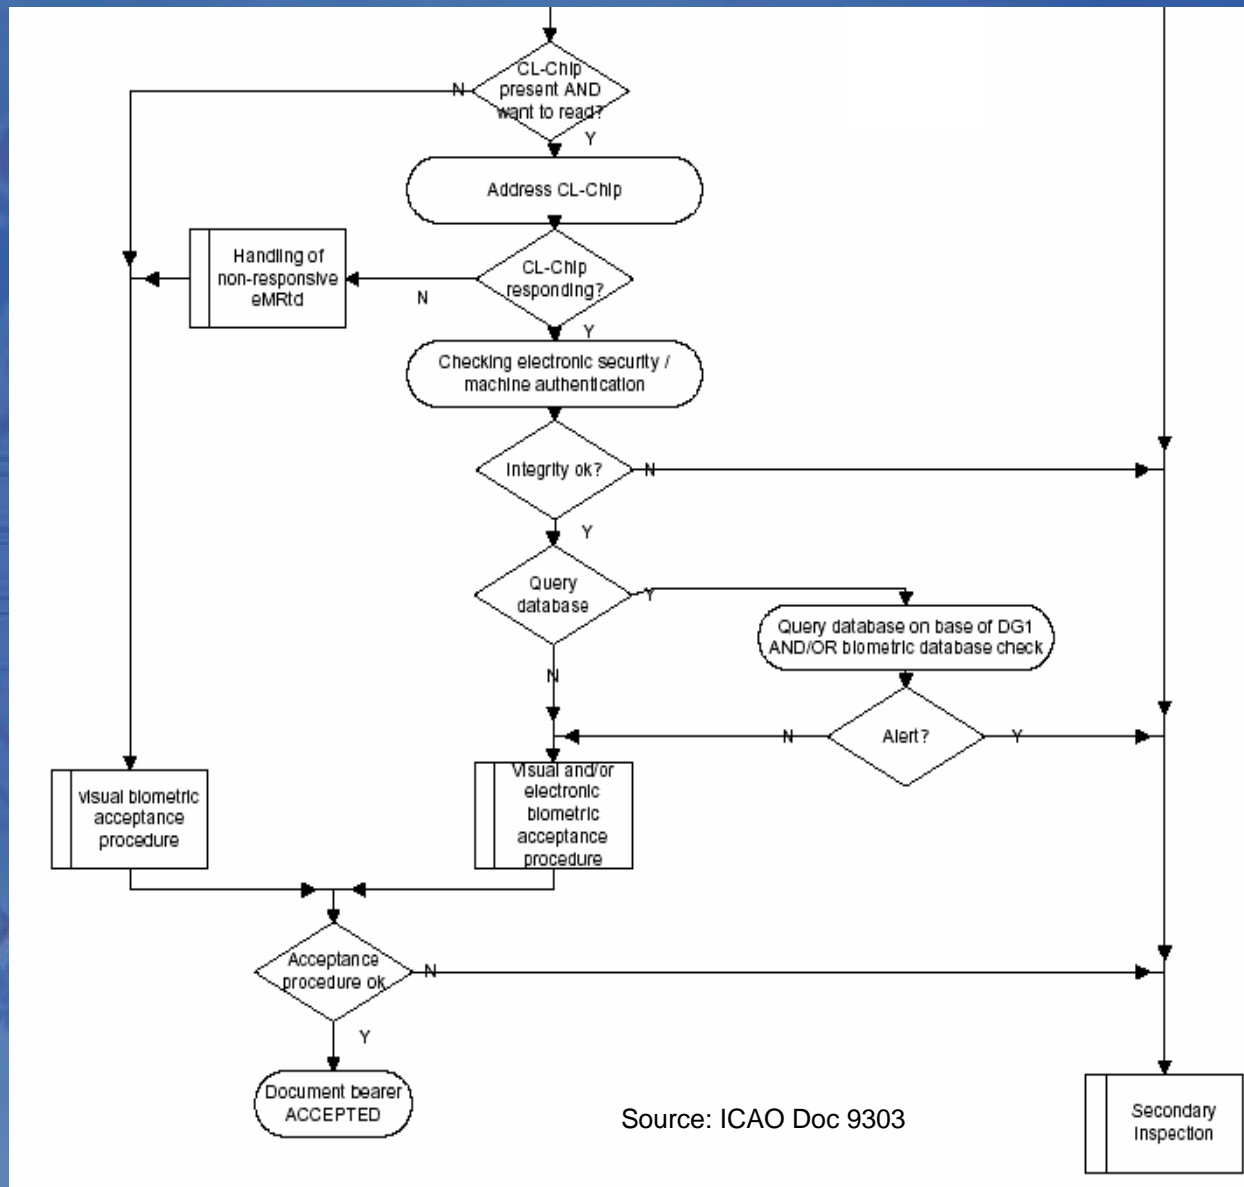 CL-Chip
present AND
want to read?
N
Y
Address CL-Chip
Handling of
non-responsive
eMRtd
CL-Chip
responding?
N
Y
Checking electronic security /
machine authentication
Integrity ok?
N
Y
Query
database
Y
Query database on base of DG1
AND/OR biometric database check
N
Alert?
N
Y
visual biometric
acceptance
procedure
Visual and/or
electronic
biometric
acceptance
procedure
Acceptance
procedure ok
N
Y
Document bearer
ACCEPTED
Source: ICAO Doc 9303
Secondary
Inspection